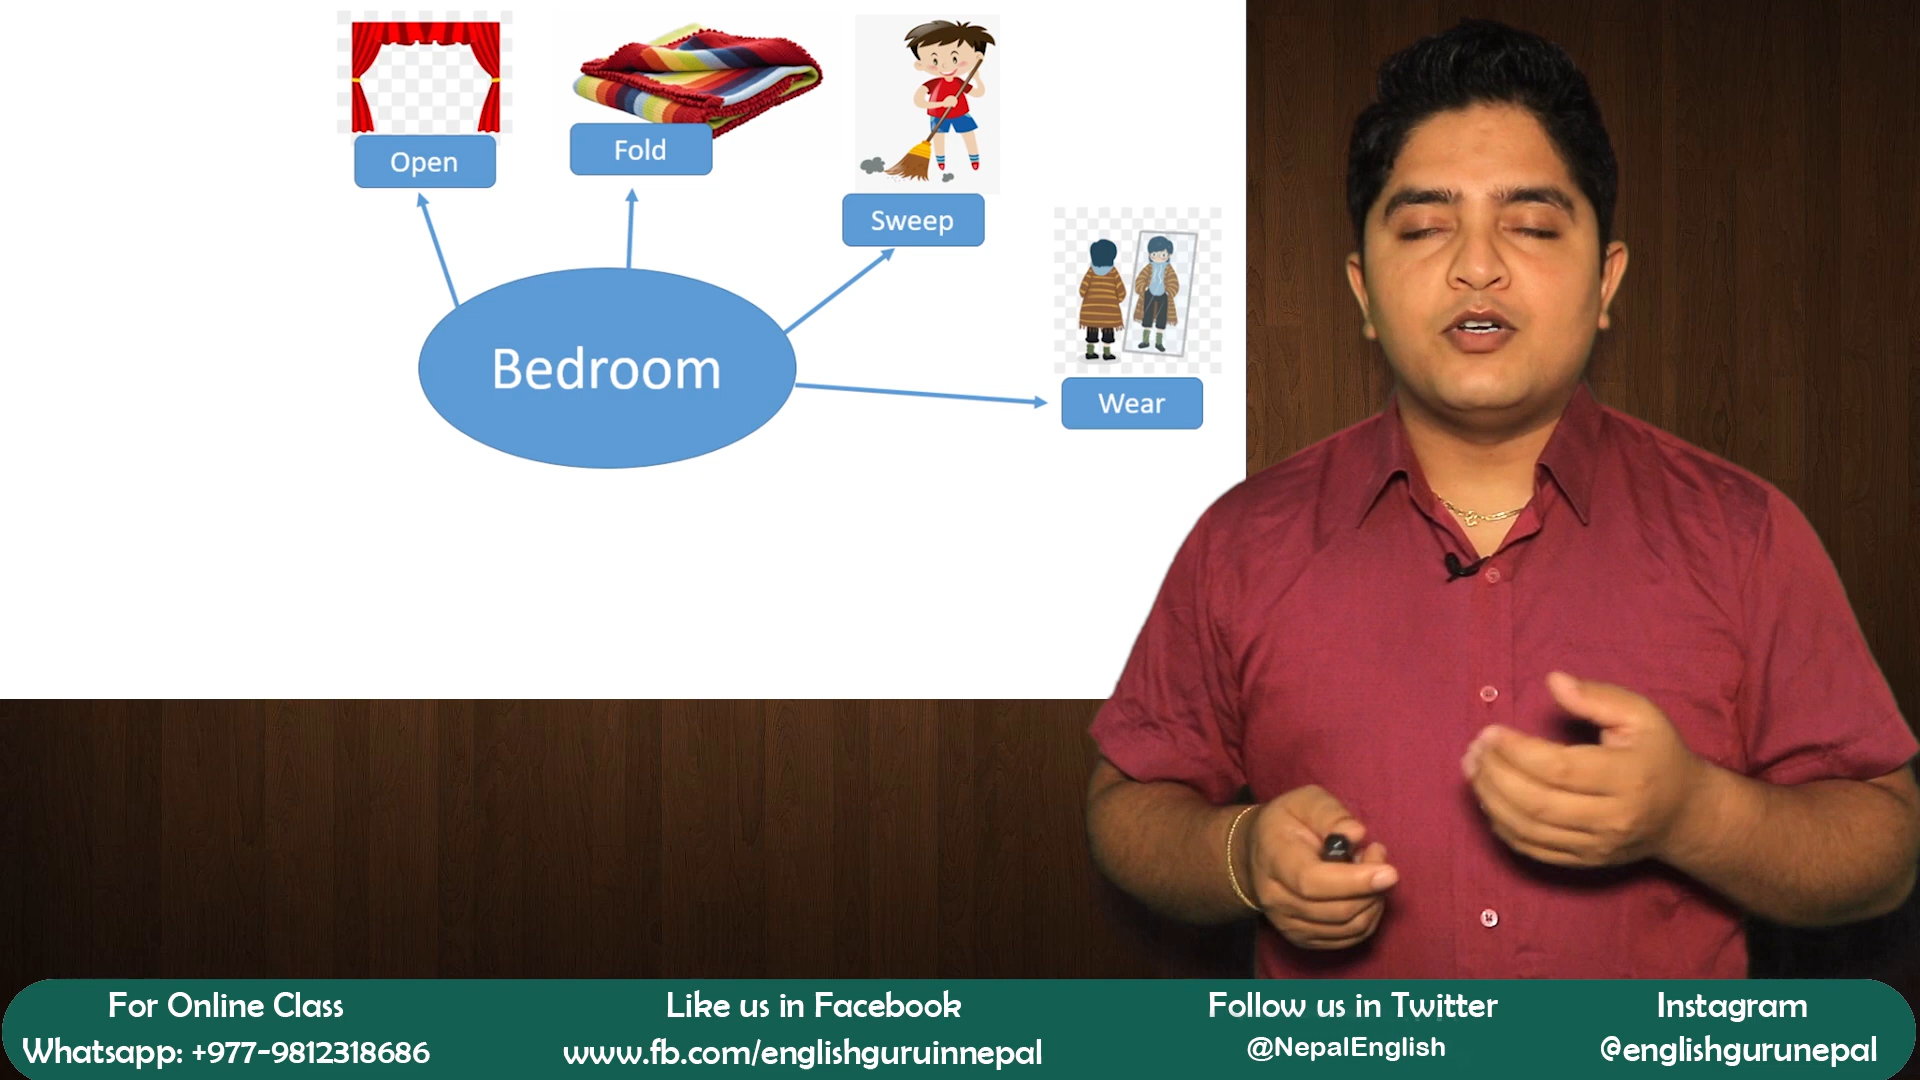 Open
Fold
Sweep
Wear
Bedroom
For Online Class
Whatsapp: +977-9812318686
Like us in Facebook
www.fb.com/englishguruinnepal
Follow us in Twitter
@NepalEnglish
Instagram
@englishgurunepal